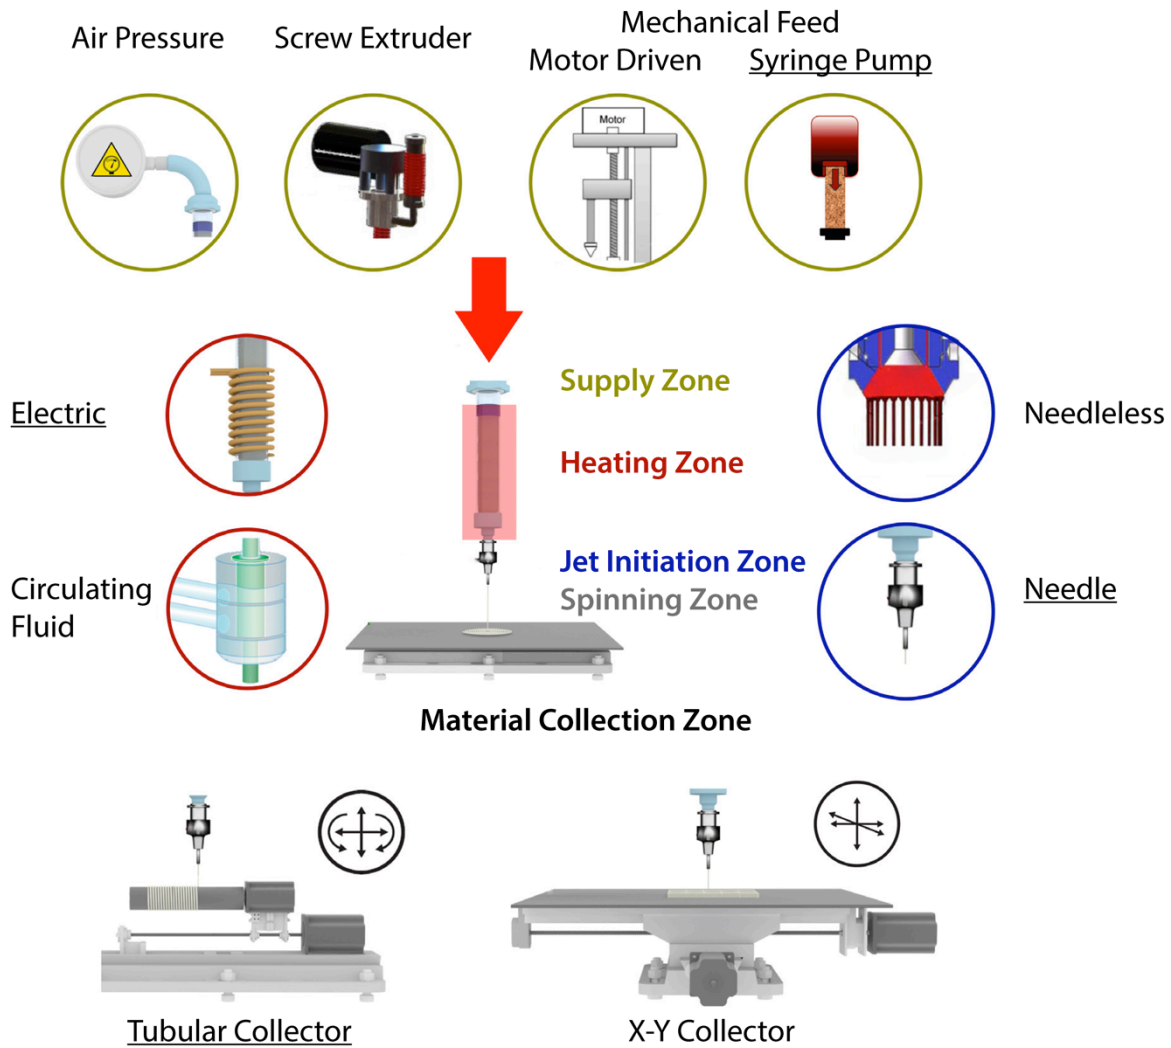 Mechanical Feed
Air Pressure
Screw Extruder
Motor Driven
Syringe Pump
Motor
Supply Zone
Electric
Needleless
Heating Zone
Jet Initiation Zone
Spinning Zone
Circulating
Fluid
Needle
Material Collection Zone
Tubular Collector
X-Y Collector